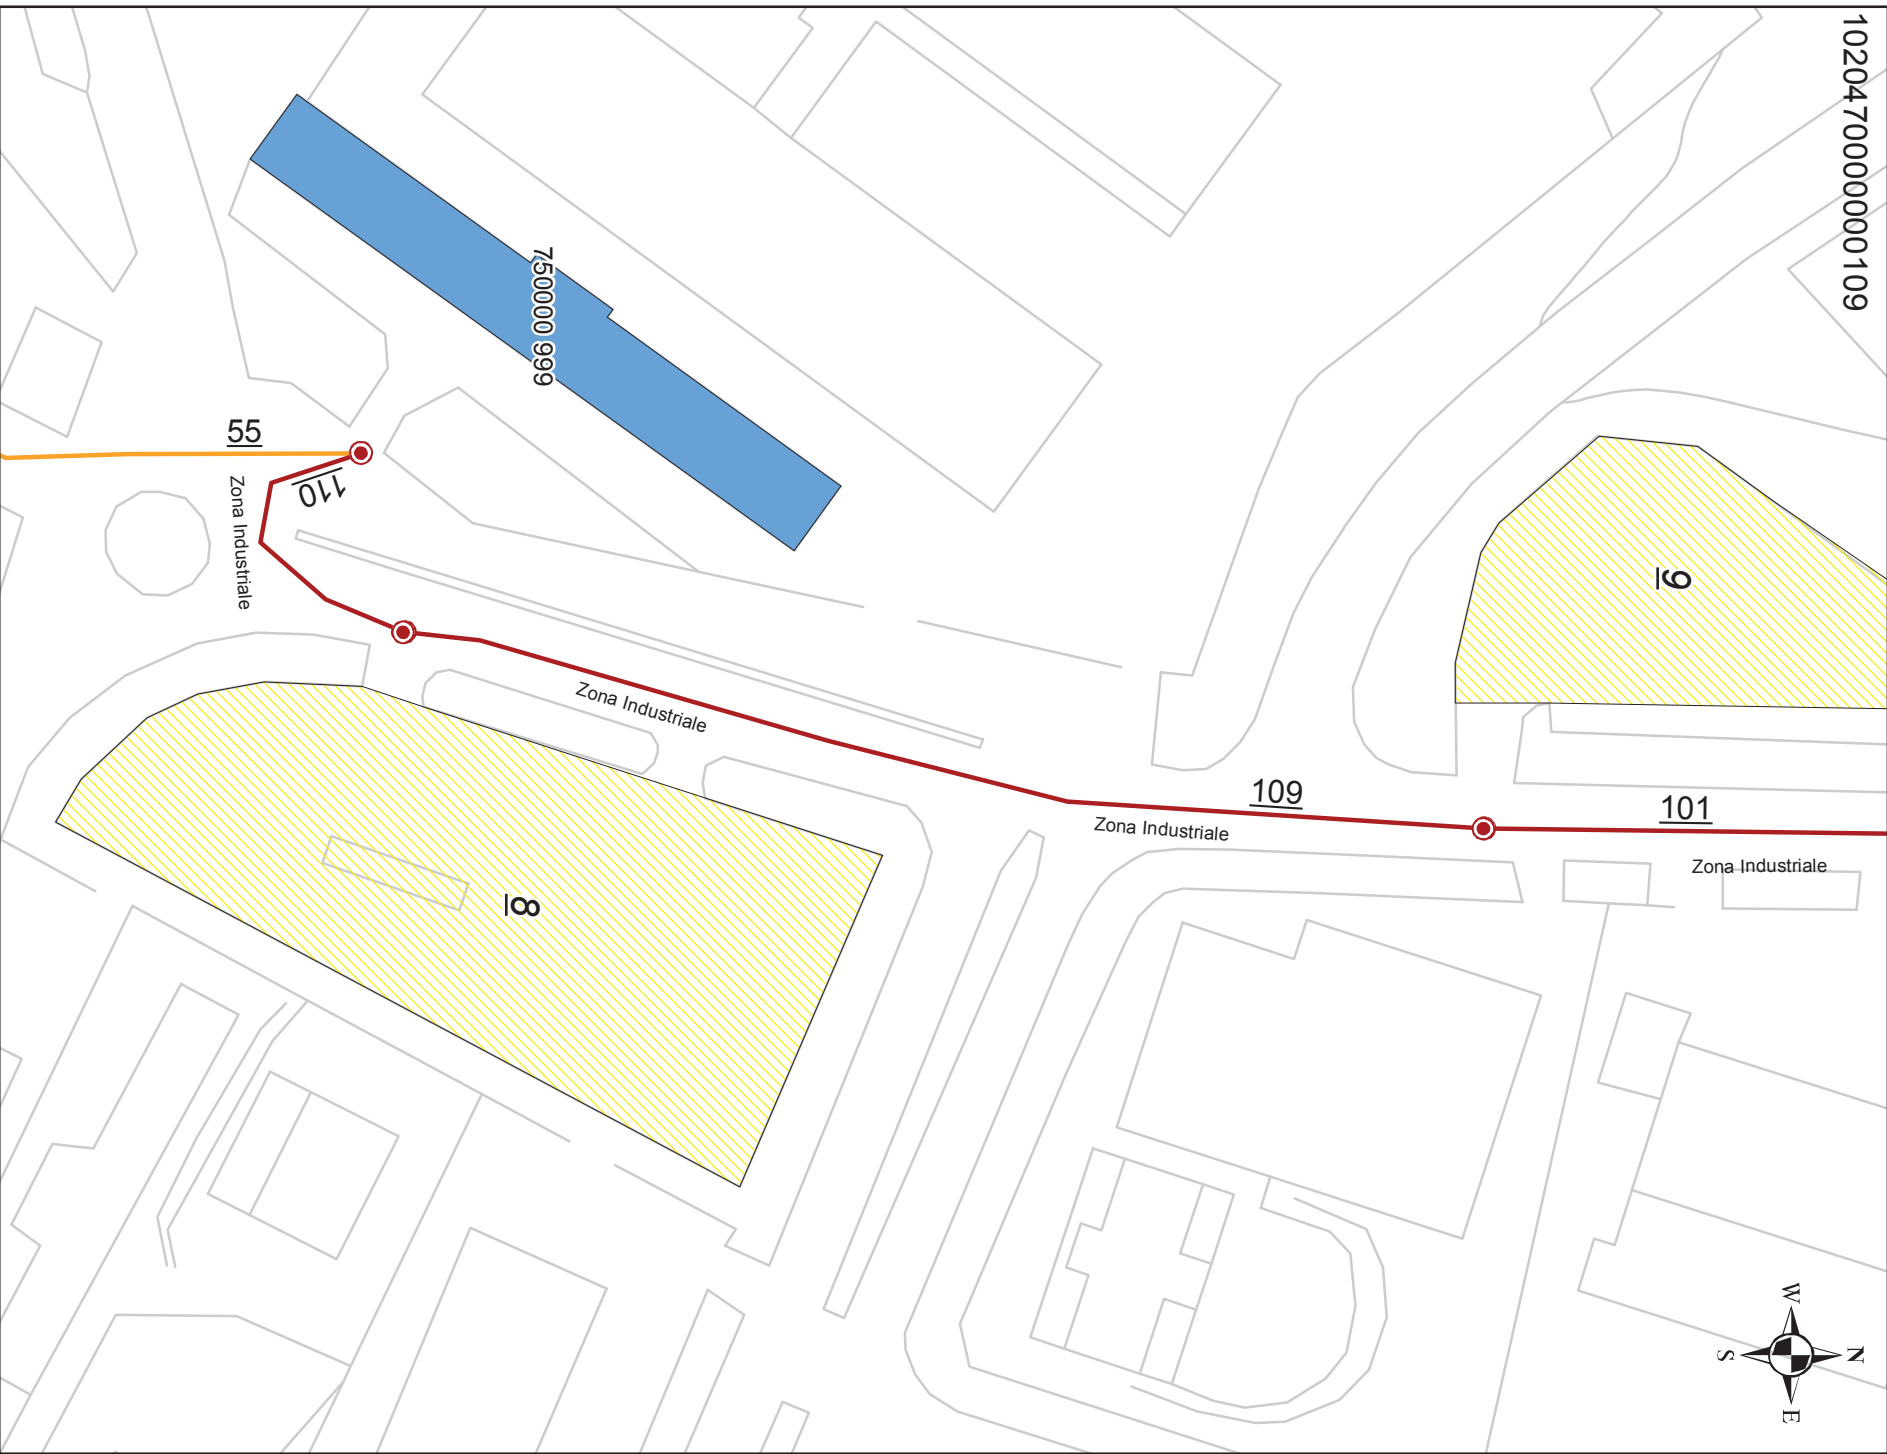 10204700000000109
750000 999
55
110
Zona Industriale
9
Zona Industriale
109
101
Zona Industriale
Zona Industriale
8
W
N
S
E